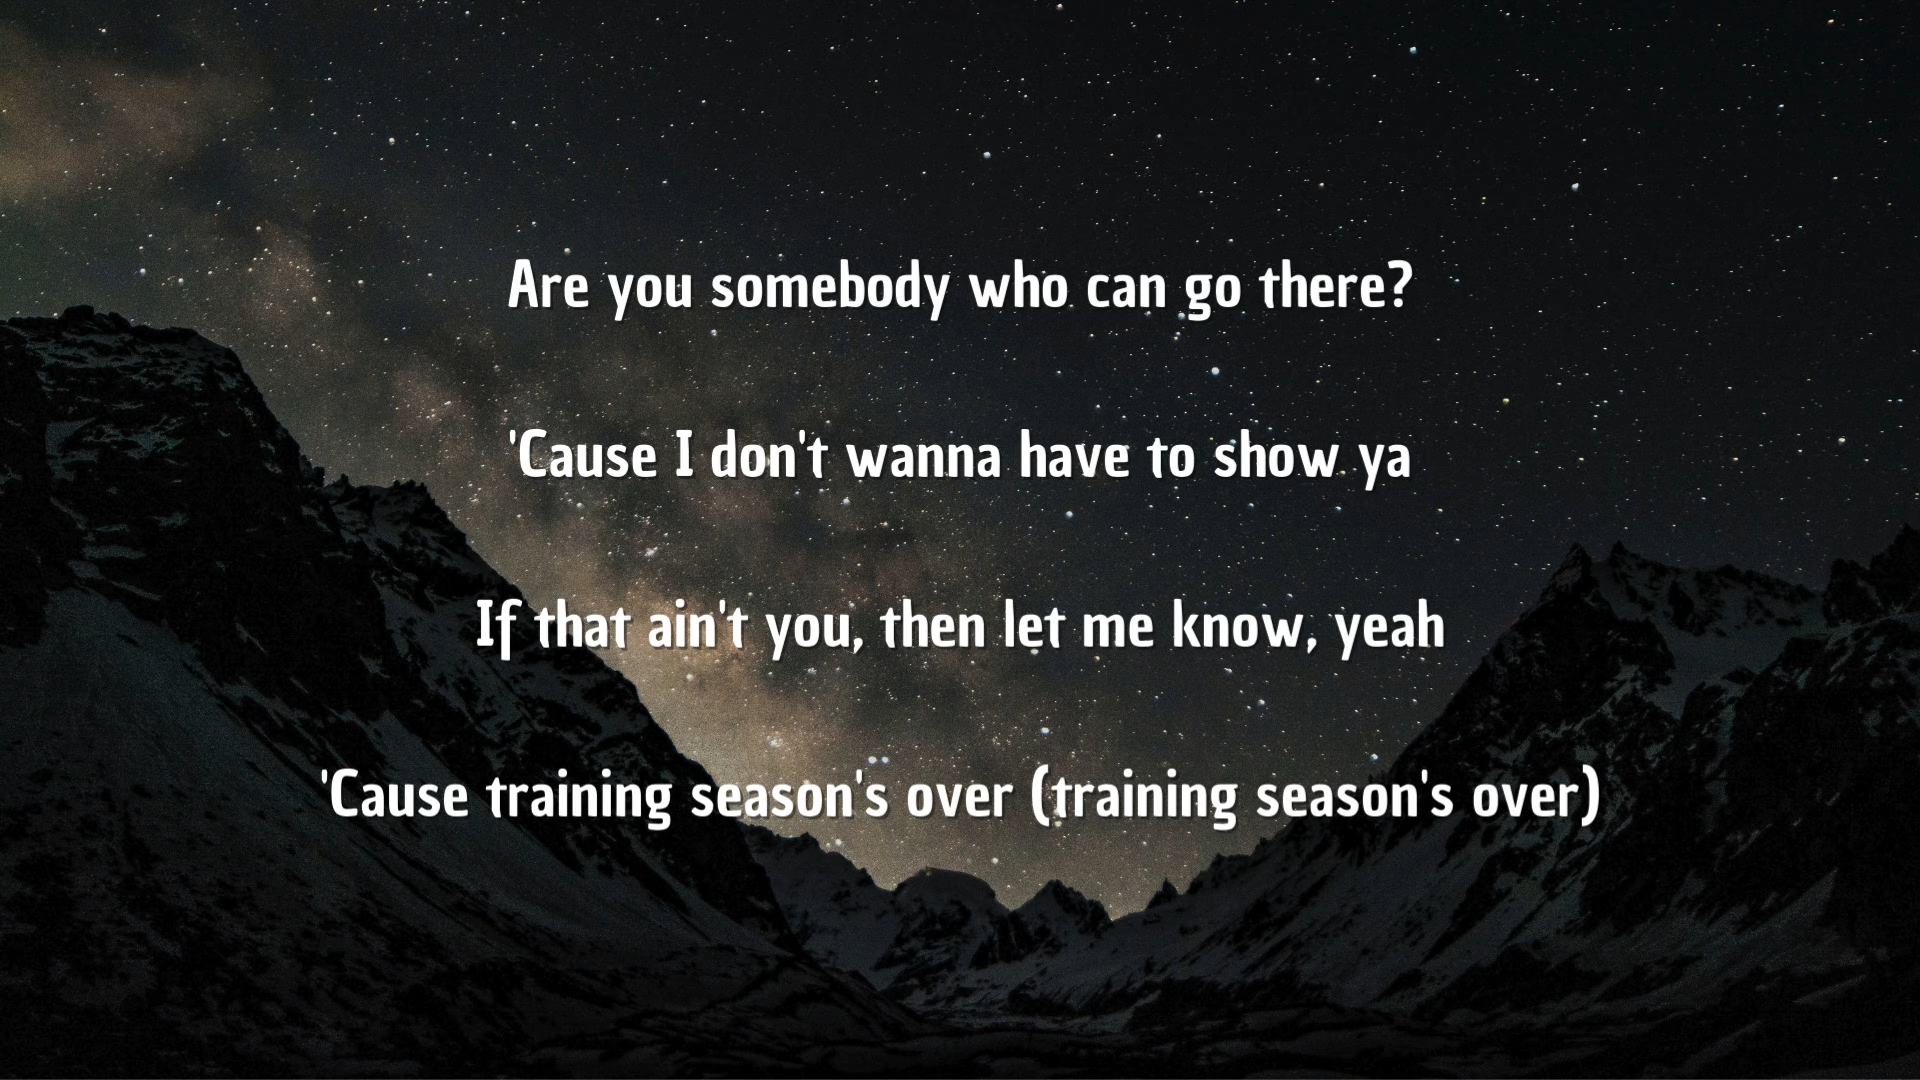 Are you somebody who can go there?
'Cause I don't wanna have to show ya
If that ain't you, then let me know, yeah
'Cause training season's over (training season's over)